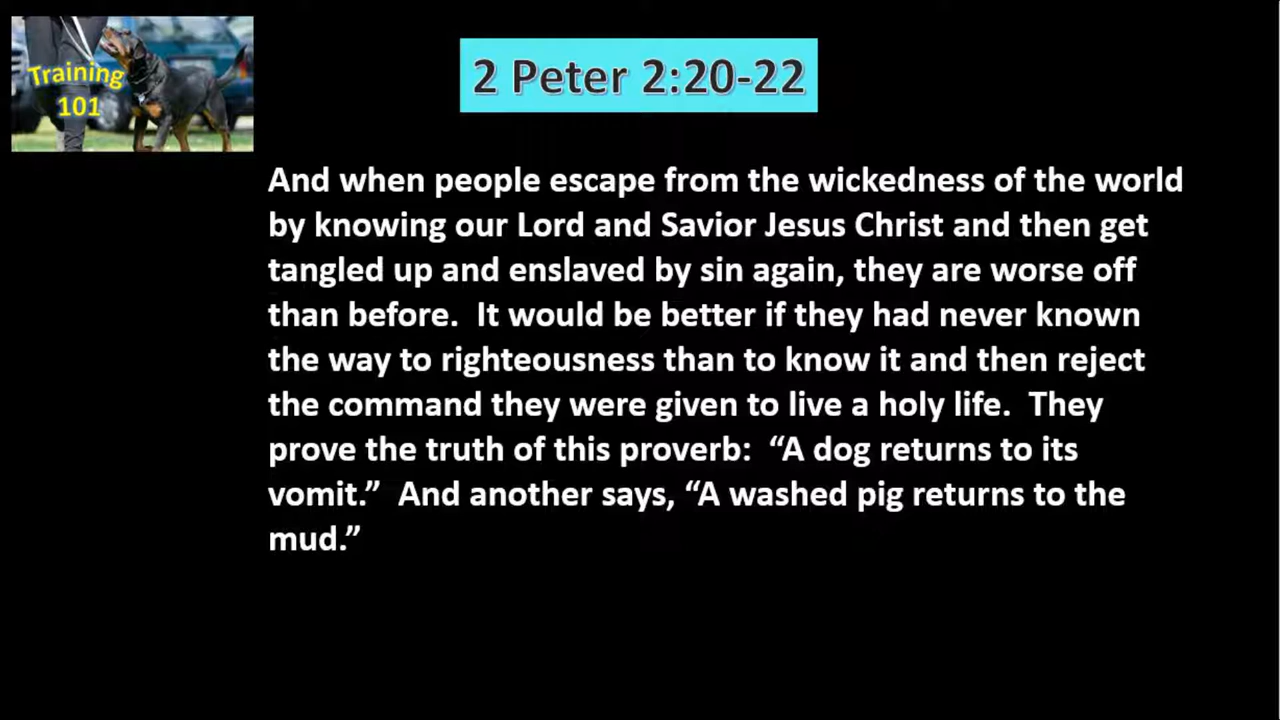 Training
101
2 Peter 2:20-22
And when people escape from the wickedness of the world
by knowing our Lord and Savior Jesus Christ and then get
tangled up and enslaved by sin again, they are worse off
than before.  It would be better if they had never known
the way to righteousness than to know it and then reject
the command they were given to live a holy life.  They
prove the truth of this proverb:  “A dog returns to its
vomit.”  And another says, “A washed pig returns to the
mud.”